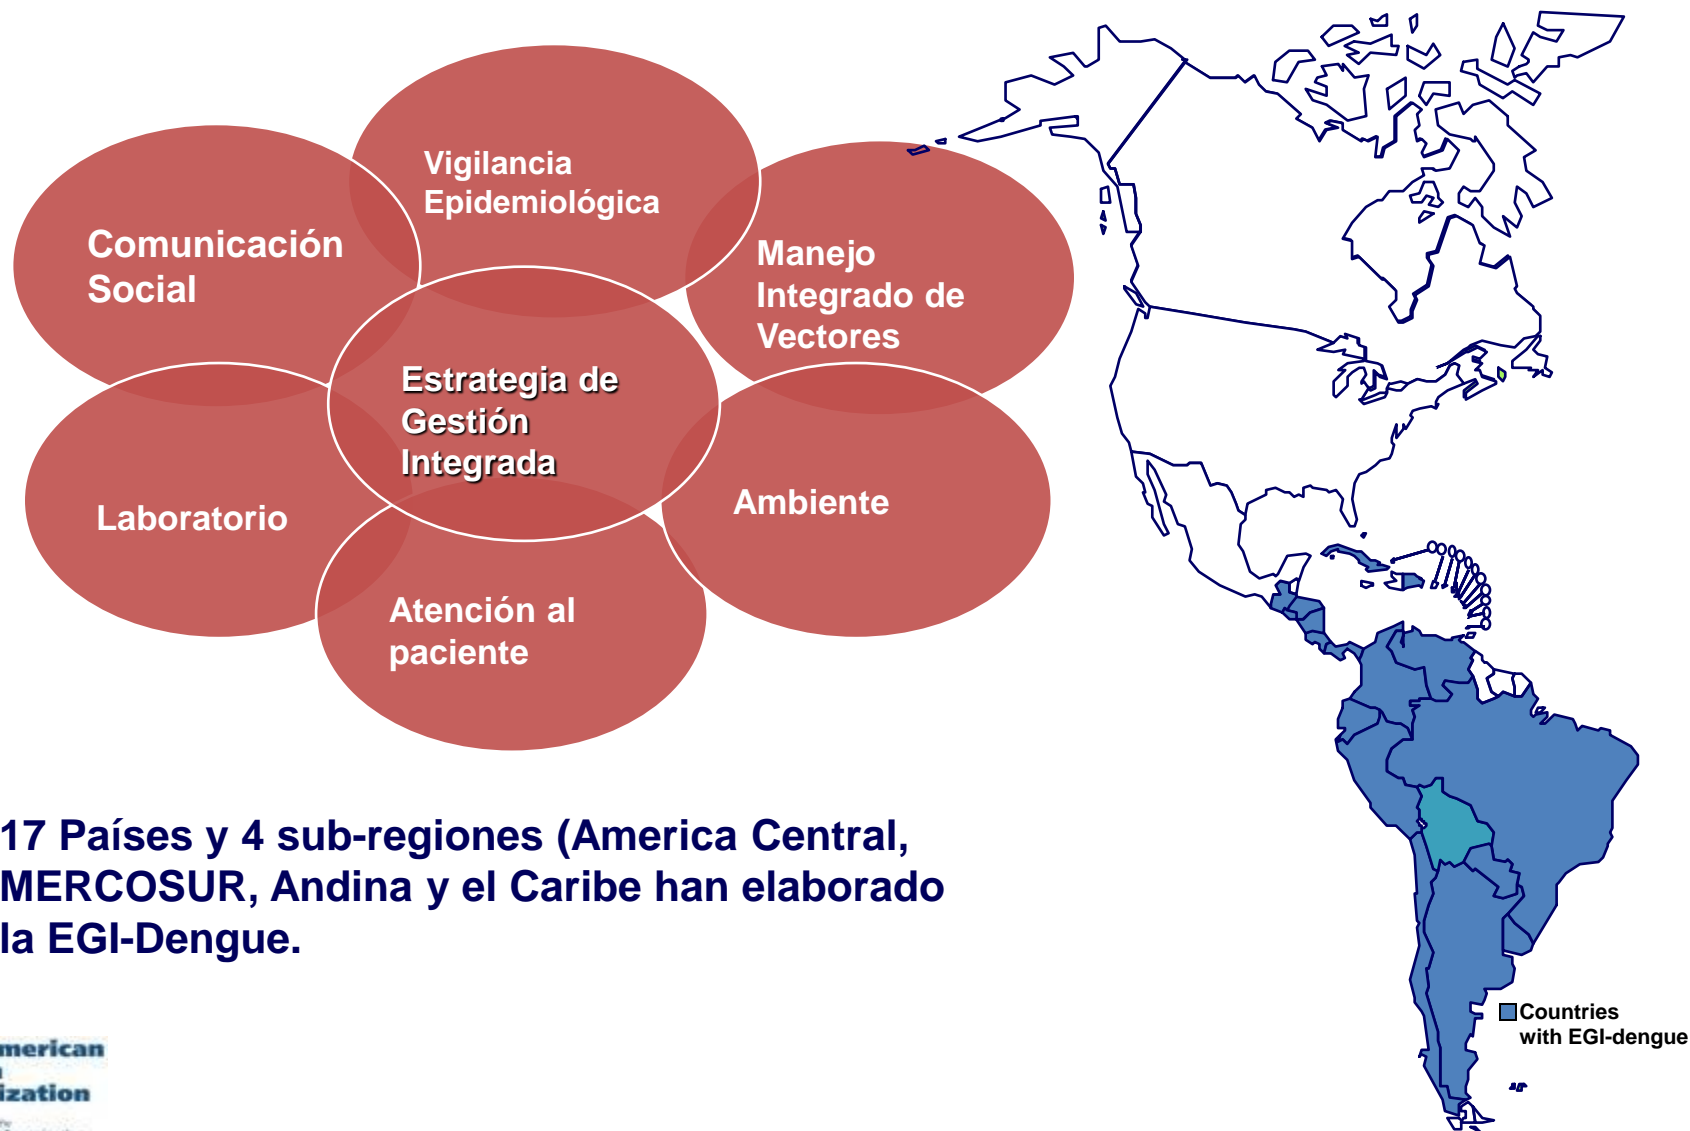 Vigilancia
Epidemiológica
Comunicación
Social
Manejo
Integrado de
Vectores
Estrategia de
Gestión
Integrada
Laboratorio
Ambiente
Atención al
paciente
17 Países y 4 sub-regiones (America Central,
MERCOSUR, Andina y el Caribe han elaborado
la EGI-Dengue.
Countries
with EGI-dengue
merican
ization